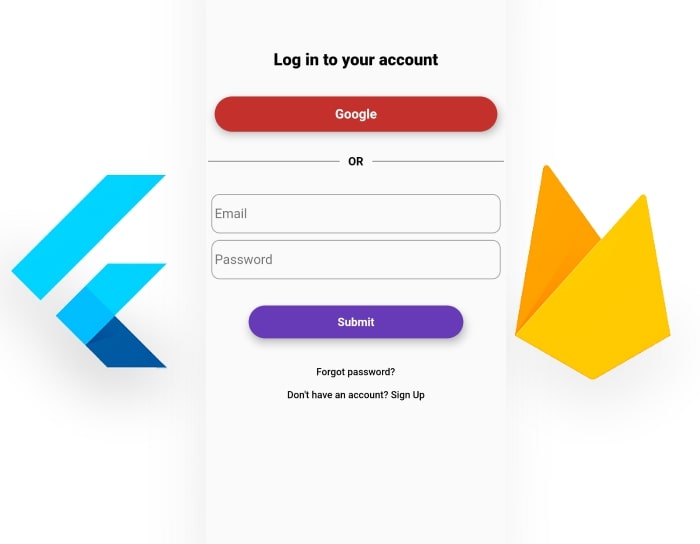 Log in to your account
Google
OR
Email
Password
Submit
Forgot password?
Don't have an account? Sign Up